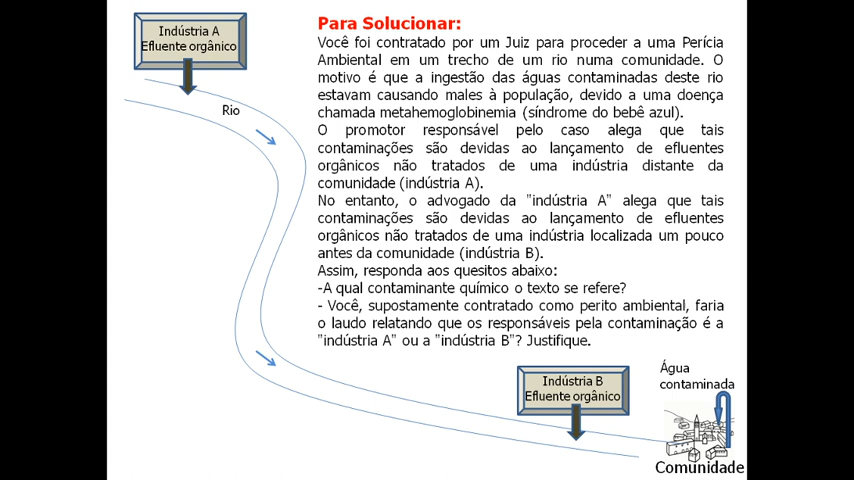 Indústria A
Efluente orgânico
Rio
Para Solucionar:
Você foi contratado por um Juiz para proceder a uma Perícia
Ambiental em um trecho de um rio numa comunidade. O
motivo é que a ingestão das águas contaminadas deste rio
estavam causando males à população, devido a uma doença
chamada metahemoglobinemia (síndrome do bebê azul).
O promotor responsável pelo caso alega que tais
contaminações são devidas ao lançamento de efluentes
orgânicos não tratados de uma indústria distante da
comunidade (indústria A).
No entanto, o advogado da "indústria A" alega que tais
contaminações são devidas ao lançamento de efluentes
orgânicos não tratados de uma indústria localizada um pouco
antes da comunidade (indústria B).
Assim, responda aos quesitos abaixo:
-A qual contaminante químico o texto se refere?
- Você, supostamente contratado como perito ambiental, faria
o laudo relatando que os responsáveis pela contaminação é a
"indústria A" ou a "indústria B"? Justifique.
Indústria B
Efluente orgânico
Água
contaminada
Comunidade